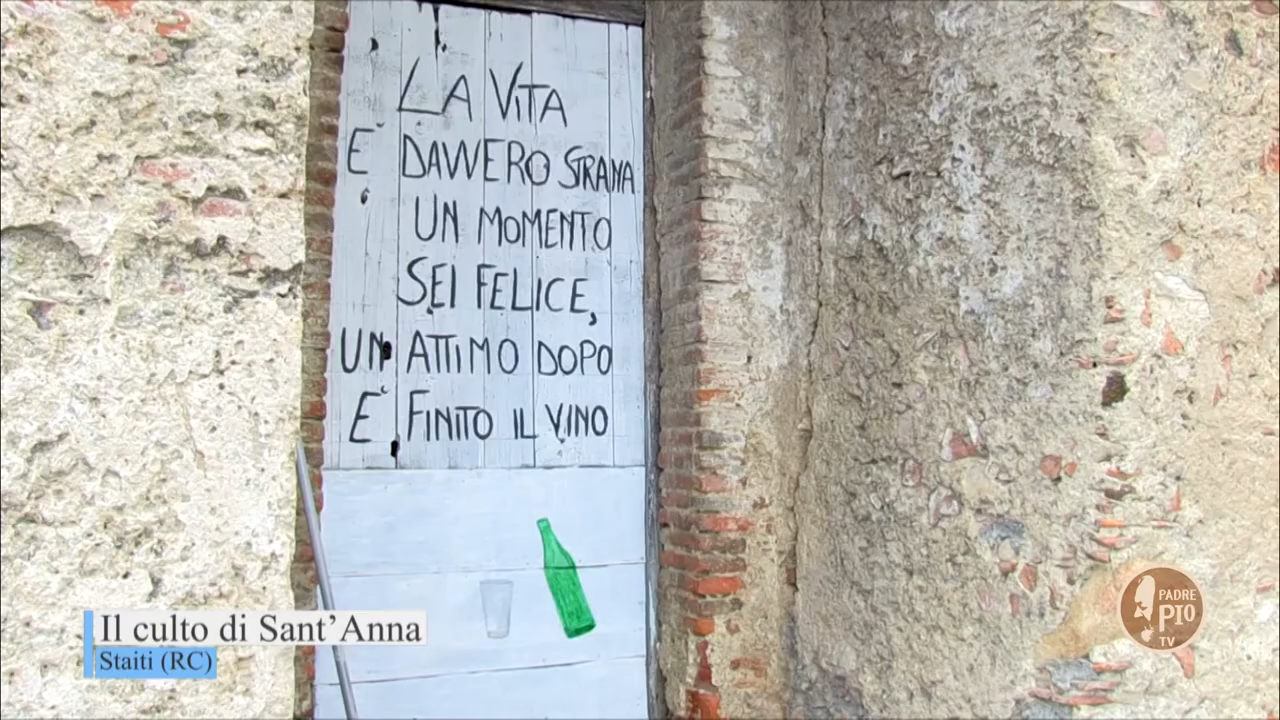 LA VITA
E' DAVVERO STRANA
UN MOMENTO
SEI FELICE,
UN ATTIMO DOPO
E' FINITO IL VINO
Il culto di Sant'Anna
Staiti (RC)
PADRE
PIO
TV